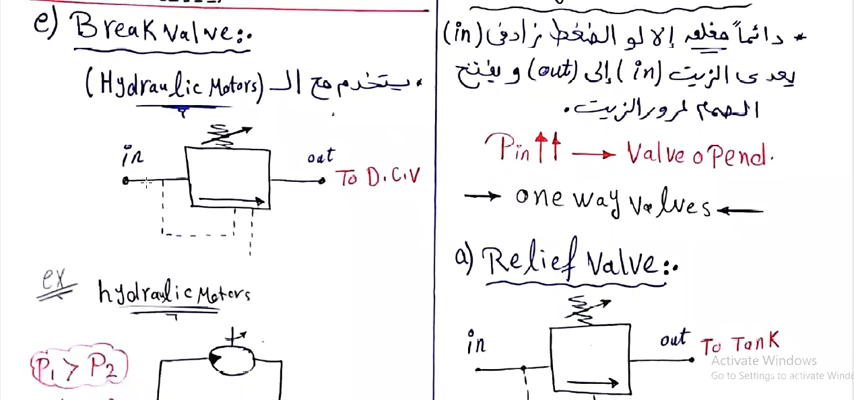 e) Break valve:.
• يستخدم مع الـ (Hydraulic Motors)
in
out
To D.C.V
ex
hydraulic Motors
P1 > P2
• دائماً مغلقه إلا لو الضغط زاد في (in)
يعدى الزيت (in) إلى (out) و يفتح
الصمام لمرور الزيت.
Pin ↑↑ → Valve opend.
→ one way valves ←
a) Relief valve:.
in
out
To Tank
Activate Windows
Go to Settings to activate Wind